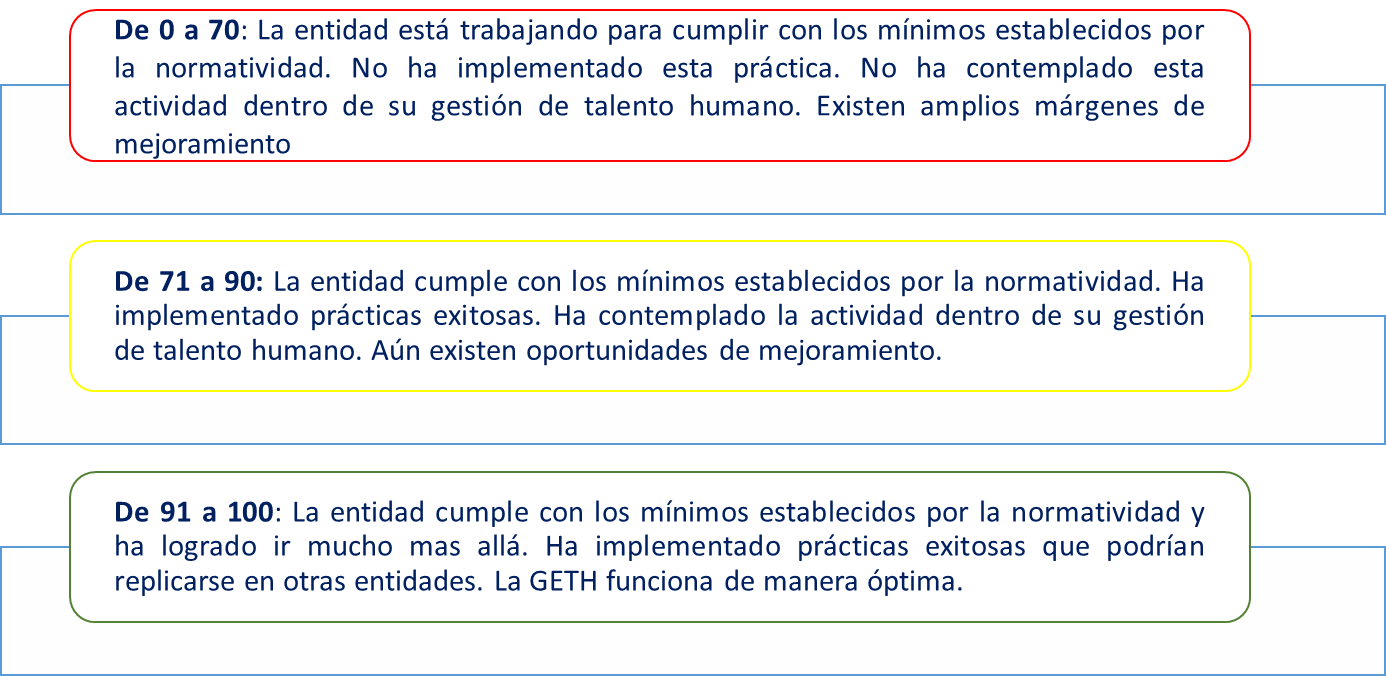 De 0 a 70: La entidad está trabajando para cumplir con los mínimos establecidos por
la normatividad. No ha implementado esta práctica. No ha contemplado esta
actividad dentro de su gestión de talento humano. Existen amplios márgenes de
mejoramiento
De 71 a 90: La entidad cumple con los mínimos establecidos por la normatividad. Ha
implementado prácticas exitosas. Ha contemplado la actividad dentro de su gestión
de talento humano. Aún existen oportunidades de mejoramiento.
De 91 a 100: La entidad cumple con los mínimos establecidos por la normatividad y
ha logrado ir mucho mas allá. Ha implementado prácticas exitosas que podrían
replicarse en otras entidades. La GETH funciona de manera óptima.